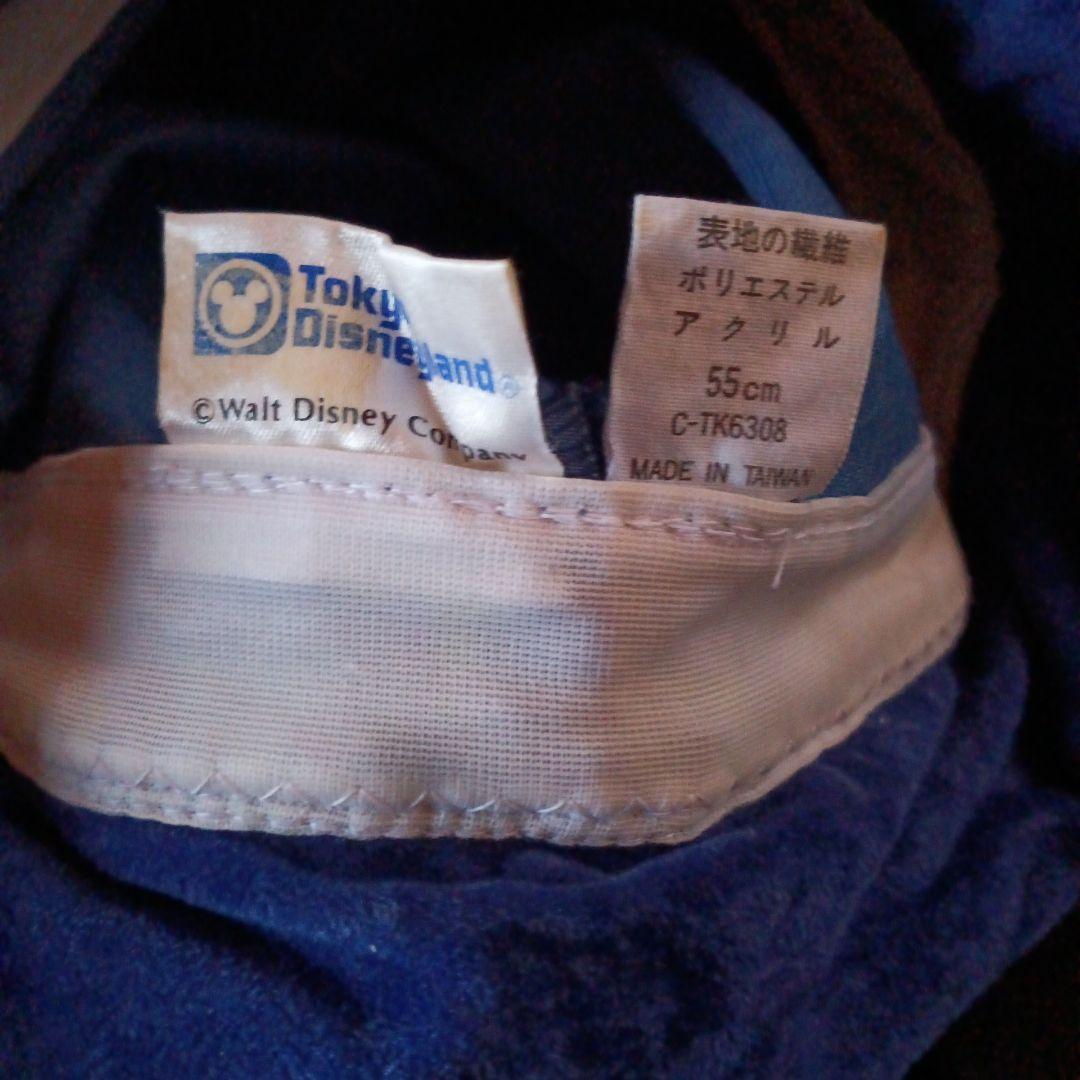 Tokyo
Disneyland®
©Walt Disney Company
表地の繊維
ポリエステル
アクリル
55cm
C-TK6308
MADE IN TAIWAN